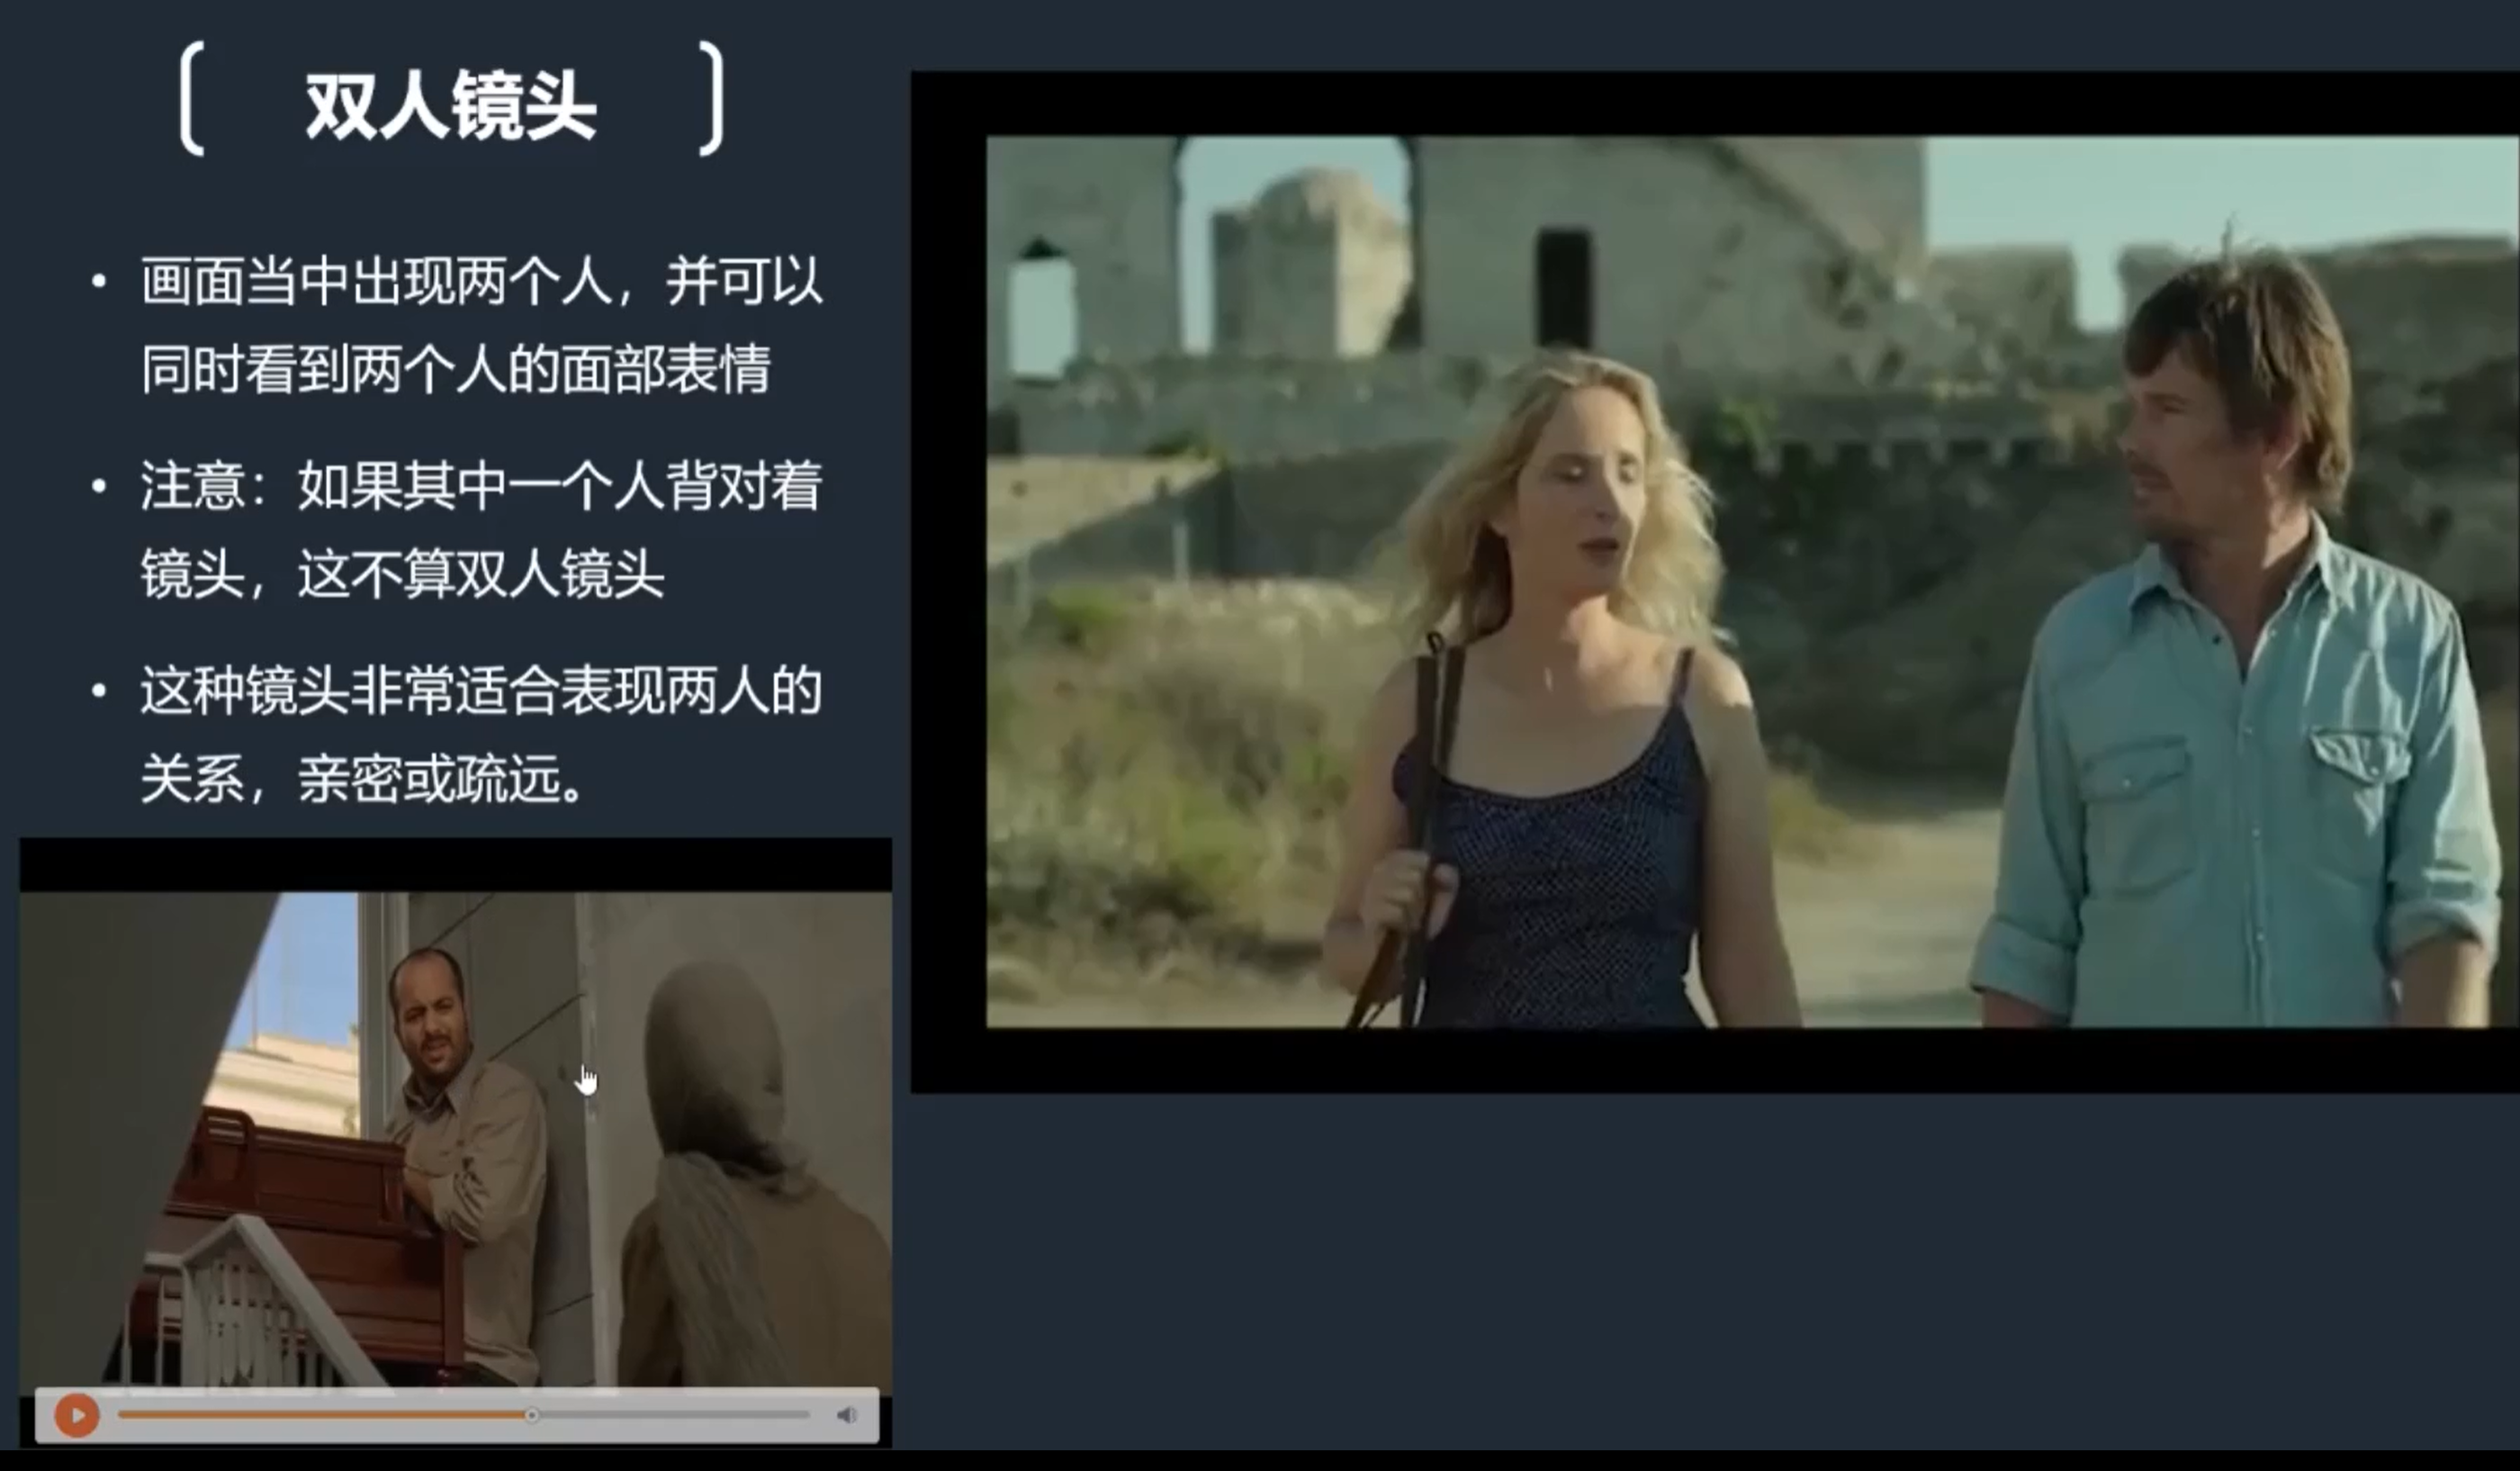 双人镜头
• 画面当中出现两个人，并可以
同时看到两个人的面部表情
• 注意：如果其中一个人背对着
镜头，这不算双人镜头
• 这种镜头非常适合表现两人的
关系，亲密或疏远。